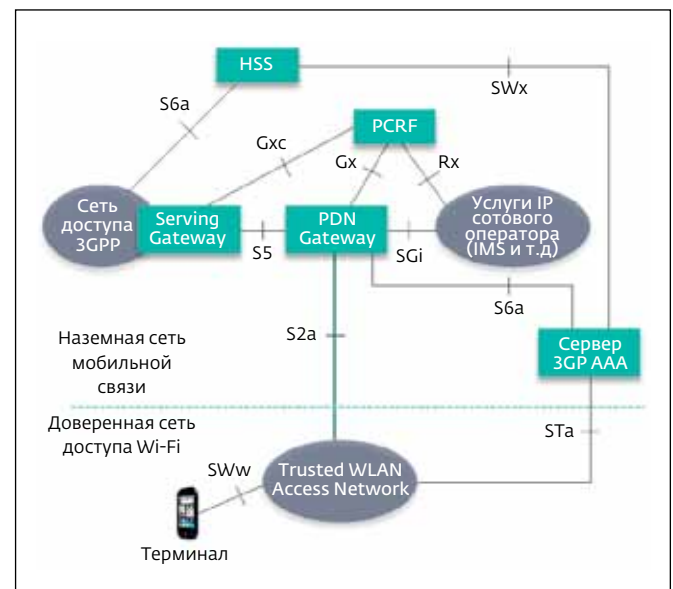 HSS
SWx
S6a
PCRF
Gxc
Gx
Rx
Сеть
доступа
3GPP
Serving
Gateway
S5
PDN
Gateway
SGi
Услуги IP
сотового
оператора
(IMS и т.д)
S6a
S2a
Наземная сеть
мобильной
связи
Сервер
3GP AAA
Доверенная сеть
доступа Wi-Fi
STa
SWw
Trusted WLAN
Access Network
Терминал